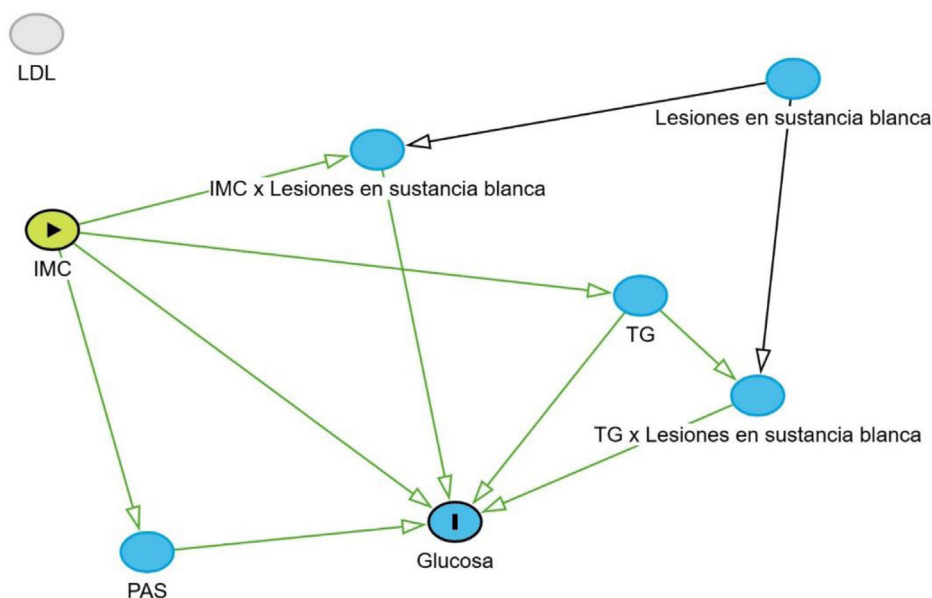 LDL
Lesiones en sustancia blanca
IMC x Lesiones en sustancia blanca
IMC
TG
TG x Lesiones en sustancia blanca
Glucosa
PAS